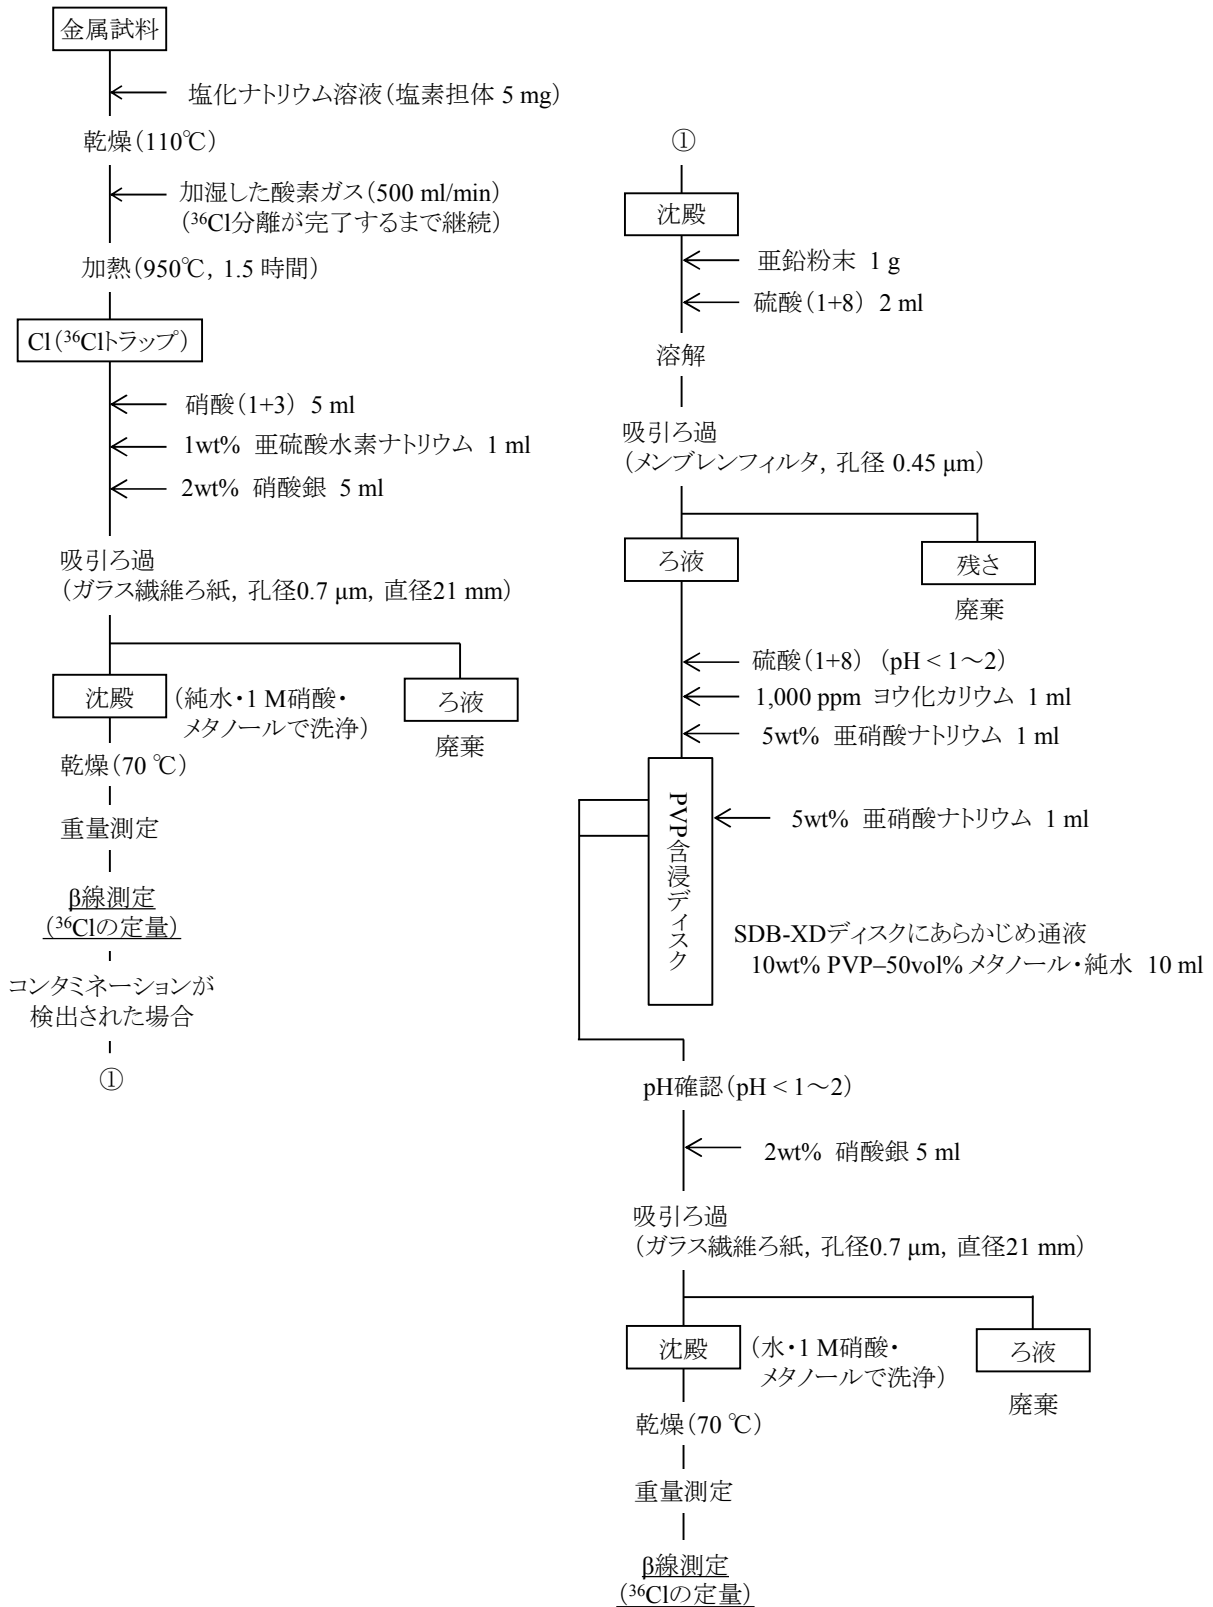 金属試料
塩化ナトリウム溶液(塩素担体 5 mg)
乾燥(110℃)
加湿した酸素ガス(500 ml/min)
(³⁶Cl分離が完了するまで継続)
加熱(950℃, 1.5 時間)
Cl(³⁶Clトラップ)
硝酸(1+3) 5 ml
1wt% 亜硫酸水素ナトリウム 1 ml
2wt% 硝酸銀 5 ml
吸引ろ過
(ガラス繊維ろ紙, 孔径0.7 μm, 直径21 mm)
沈殿
(純水・1 M硝酸・
メタノールで洗浄)
ろ液
廃棄
乾燥(70 ℃)
重量測定
β線測定
(³⁶Clの定量)
コンタミネーションが
検出された場合
①
①
沈殿
亜鉛粉末 1 g
硫酸(1+8) 2 ml
溶解
吸引ろ過
(メンブレンフィルタ, 孔径 0.45 μm)
ろ液
残さ
廃棄
硫酸(1+8) (pH < 1~2)
1,000 ppm ヨウ化カリウム 1 ml
5wt% 亜硝酸ナトリウム 1 ml
PVP含浸ディスク
5wt% 亜硝酸ナトリウム 1 ml
SDB-XDディスクにあらかじめ通液
10wt% PVP–50vol% メタノール・純水 10 ml
pH確認(pH < 1~2)
2wt% 硝酸銀 5 ml
吸引ろ過
(ガラス繊維ろ紙, 孔径0.7 μm, 直径21 mm)
沈殿
(水・1 M硝酸・
メタノールで洗浄)
ろ液
廃棄
乾燥(70 ℃)
重量測定
β線測定
(³⁶Clの定量)